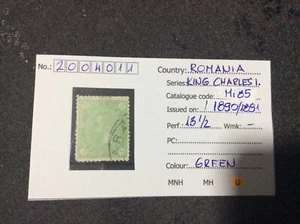 No.: 2004011
Country: ROMANIA
Series: KING CHARLES I.
Catalogue code: Mi 85
Issued on: ! 1890/1891
Perf.: 13 1/2 Wmk: -
PC:
Colour: GREEN
MNH MH U